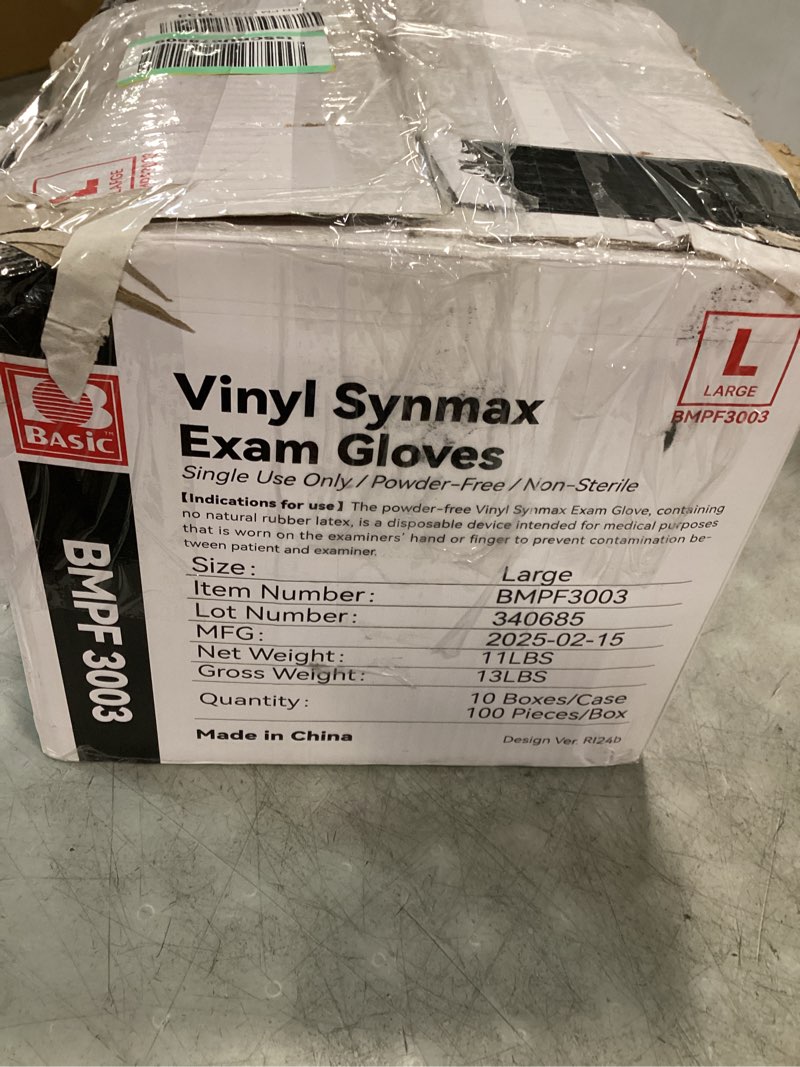 LARGE
L
LARGE
BMPF3003
BASIC
Vinyl Synmax
Exam Gloves
Single Use Only / Powder-Free / Non-Sterile
【Indications for use】 The powder-free Vinyl Synmax Exam Glove, containing
no natural rubber latex, is a disposable device intended for medical purposes
that is worn on the examiners' hand or finger to prevent contamination be-
tween patient and examiner.
Size: Large
Item Number: BMPF3003
Lot Number: 340685
MFG: 2025-02-15
Net Weight: 11LBS
Gross Weight: 13LBS
Quantity: 10 Boxes/Case
100 Pieces/Box
Made in China
Design Ver. R124b
BMPF 3003